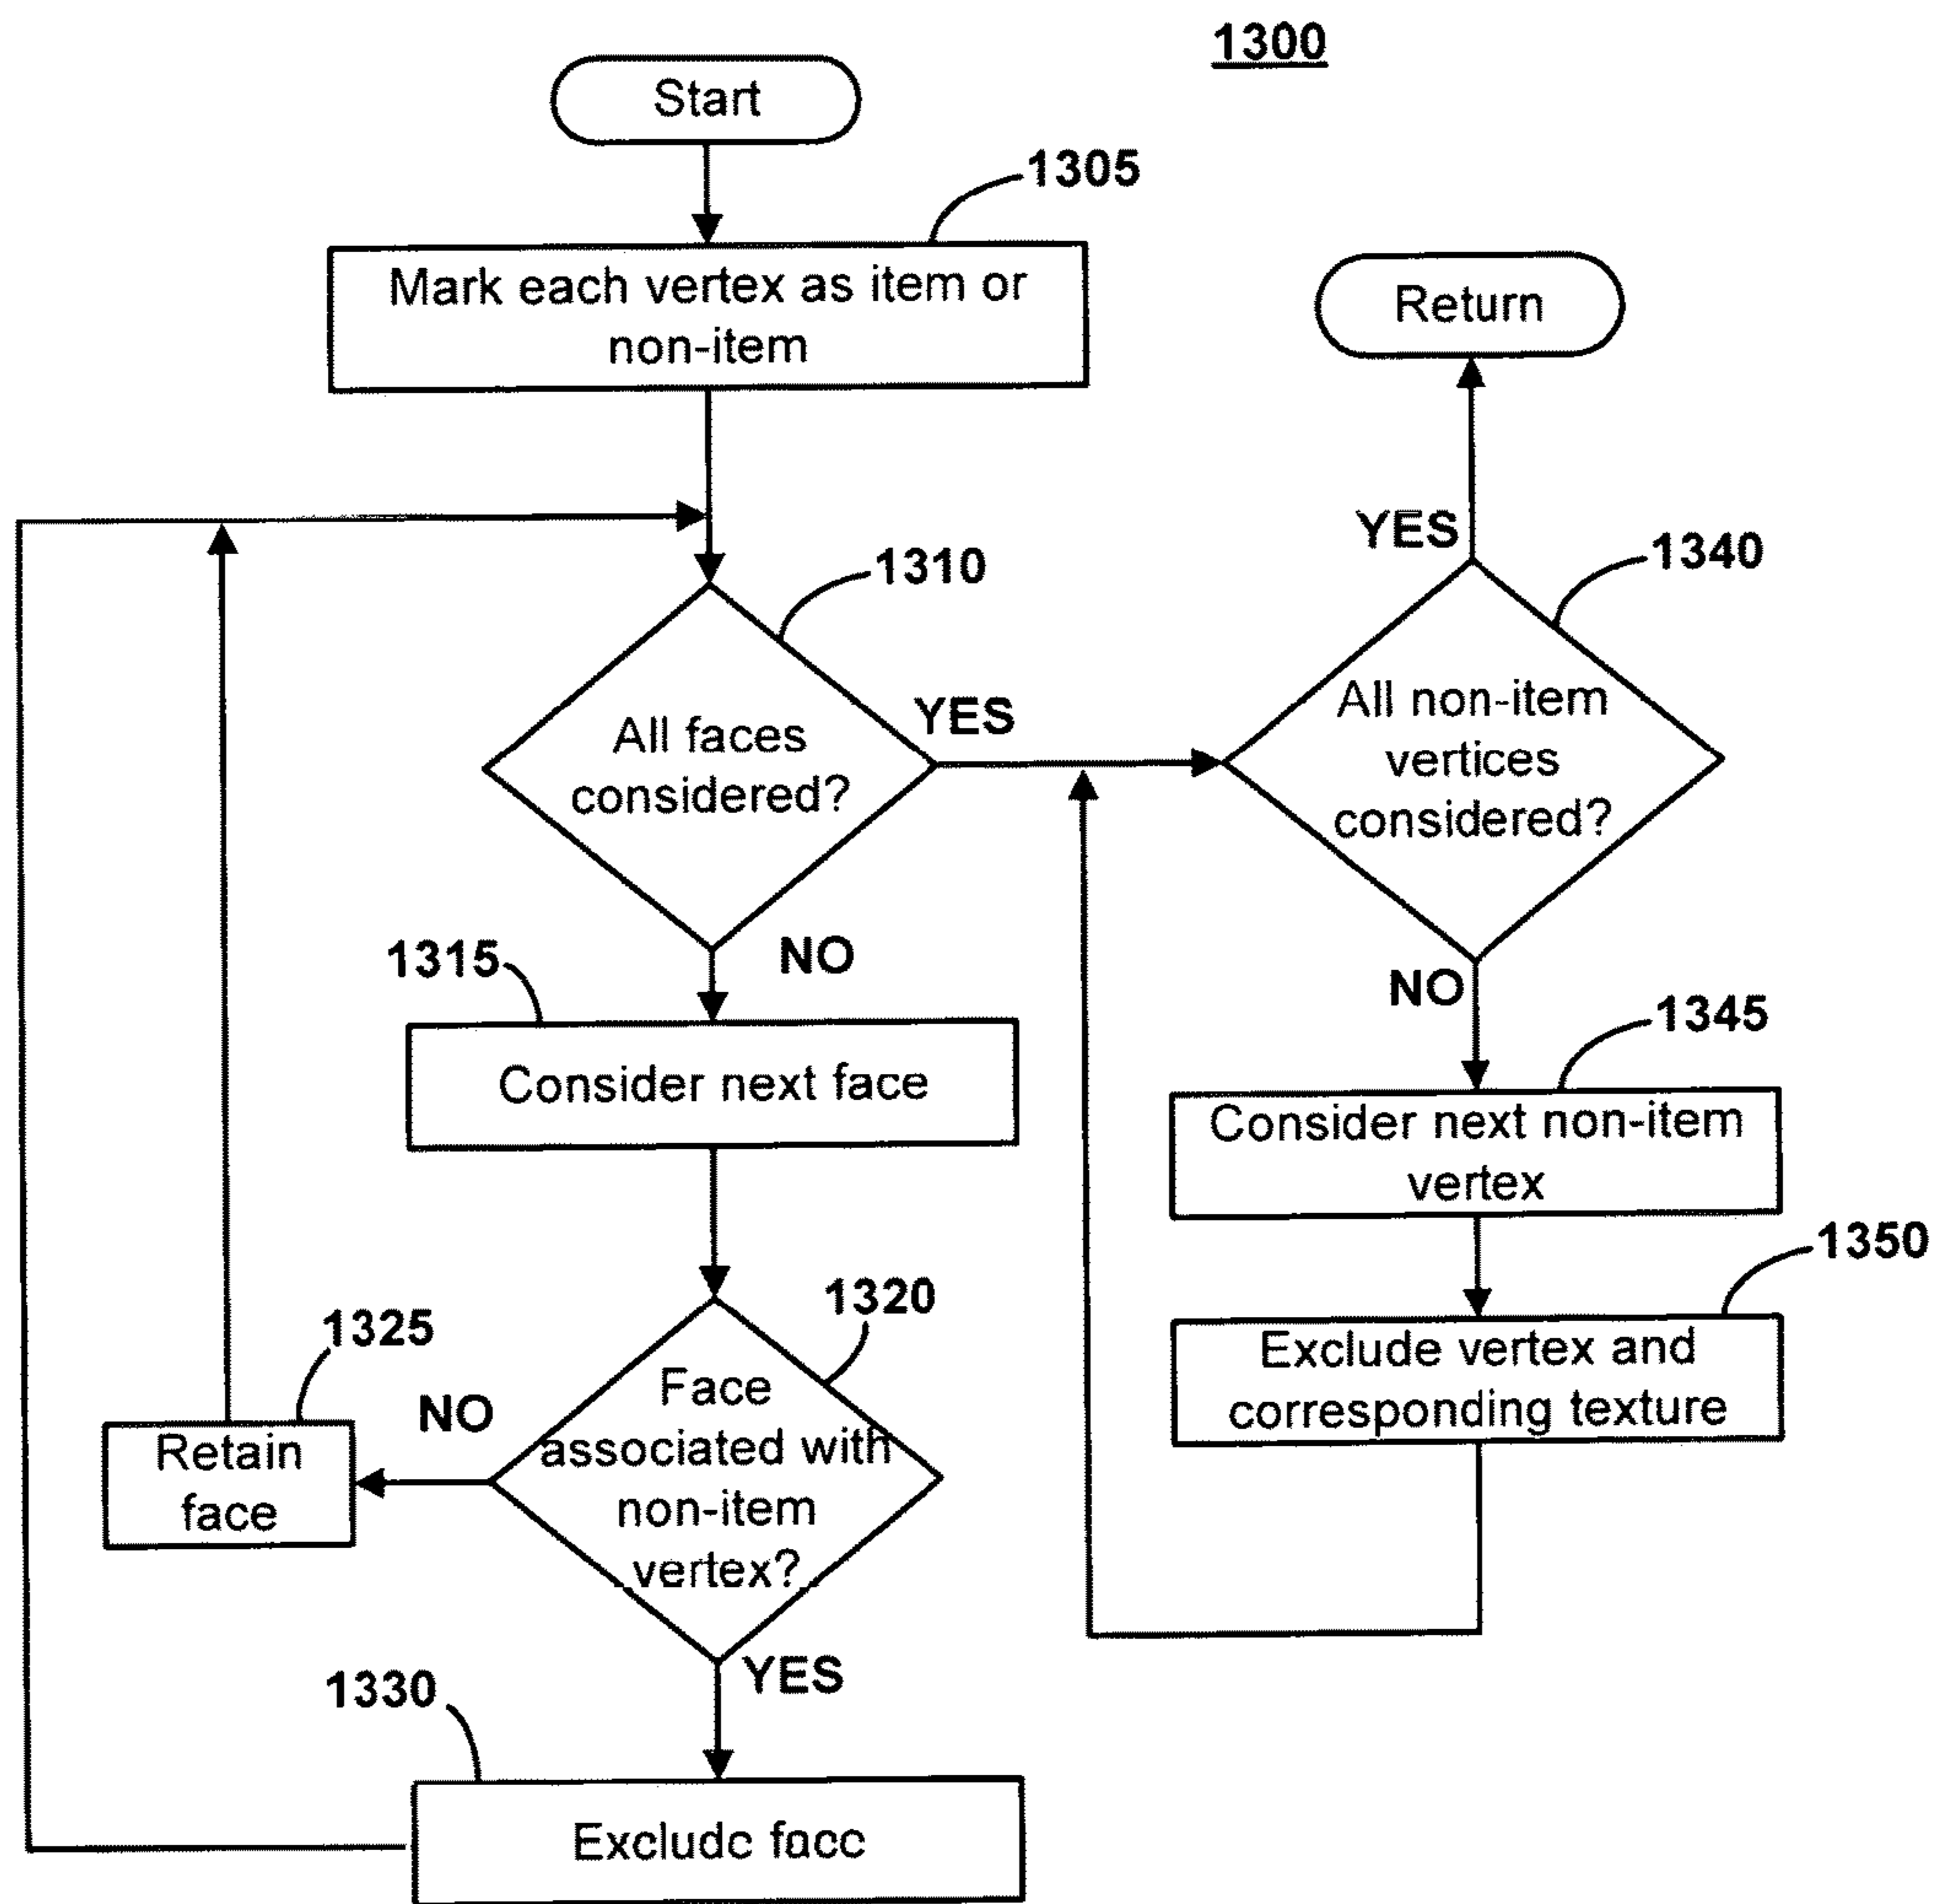 1300
Start
1305
Mark each vertex as item or
non-item
Return
1310
All faces
considered?
YES
NO
1340
All non-item
vertices
considered?
YES
NO
1315
Consider next face
1345
Consider next non-item
vertex
1350
Exclude vertex and
corresponding texture
1320
Face
associated with
non-item
vertex?
NO
YES
1325
Retain
face
1330
Exclude face